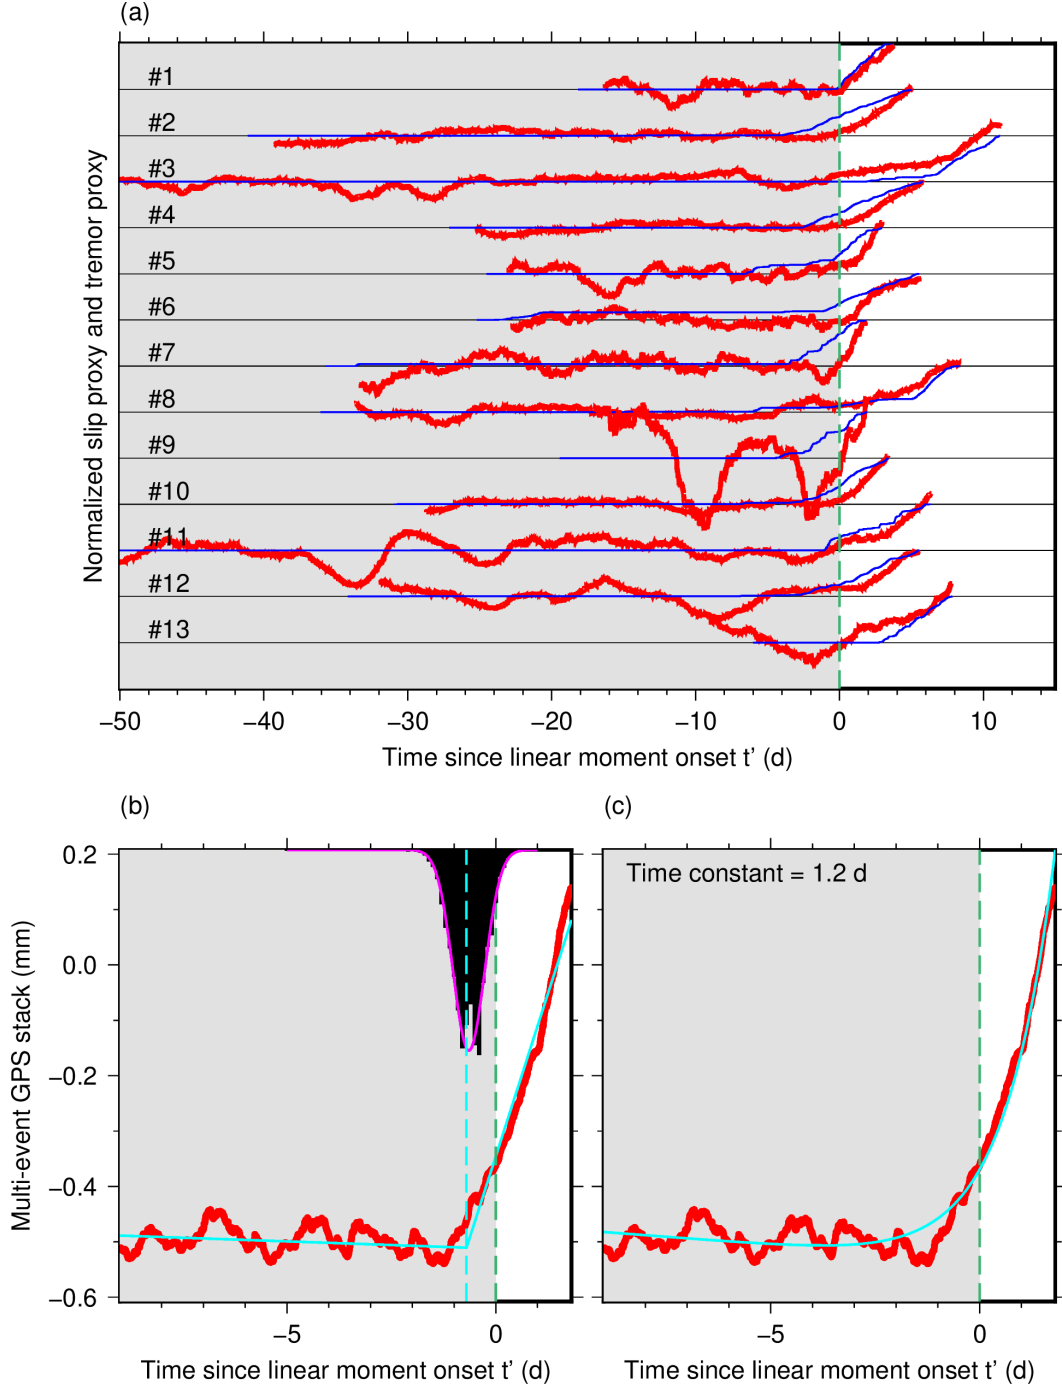 (a)
Normalized slip proxy and tremor proxy
#1
#2
#3
#4
#5
#6
#7
#8
#9
#10
#11
#12
#13
−50 −40 −30 −20 −10 0 10
Time since linear moment onset t’ (d)
(b)
Multi-event GPS stack (mm)
0.2
0.0
−0.2
−0.4
−0.6
−5 0
Time since linear moment onset t’ (d)
(c)
Time constant = 1.2 d
−5 0
Time since linear moment onset t’ (d)